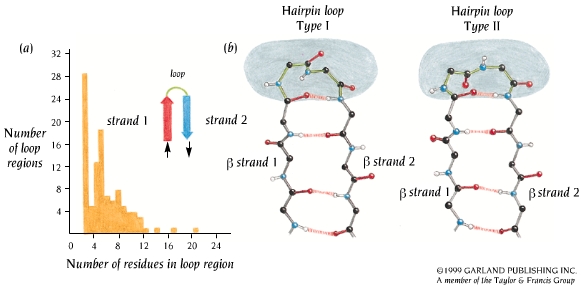 (a)
32
28
24
20
16
12
8
4
Number
of loop
regions
0
4
8
12
16
20
24
Number of residues in loop region
loop
strand 1
strand 2
(b)
Hairpin loop
Type I
β strand 1
β strand 2
Hairpin loop
Type II
β strand 1
β strand 2
©1999 GARLAND PUBLISHING INC.
A member of the Taylor & Francis Group